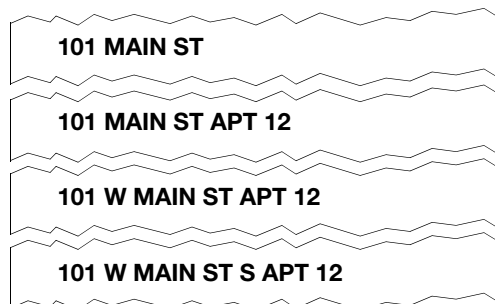 101 MAIN ST
101 MAIN ST APT 12
101 W MAIN ST APT 12
101 W MAIN ST S APT 12